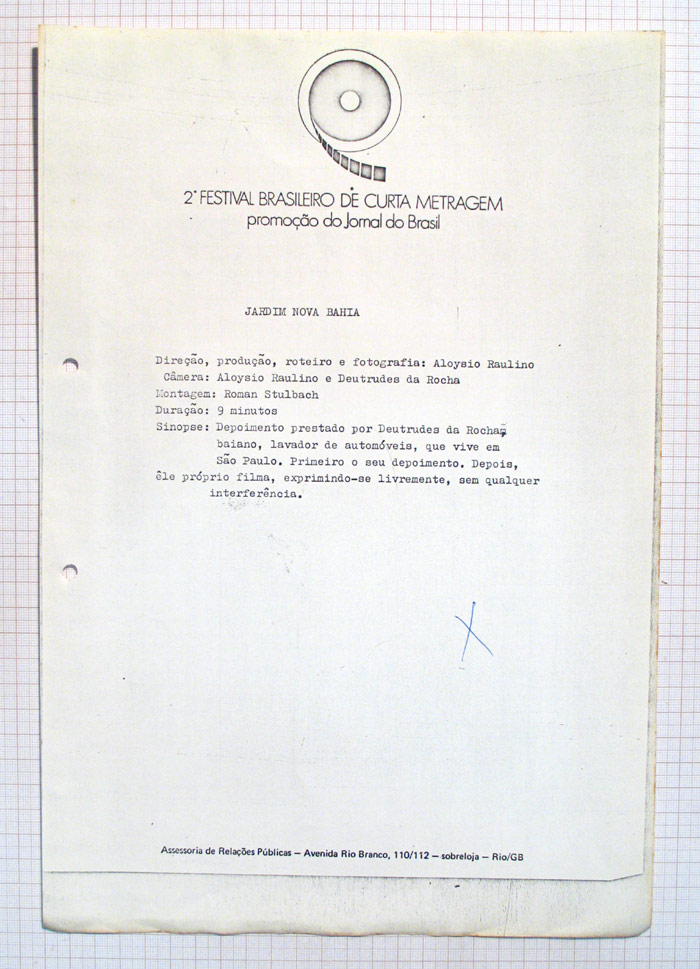 2º FESTIVAL BRASILEIRO DE CURTA METRAGEM
promoção do Jornal do Brasil
JARDIM NOVA BAHIA
Direção, produção, roteiro e fotografia: Aloysio Raulino
Câmera: Aloysio Raulino e Deutrudes da Rocha
Montagem: Roman Stulbach
Duração: 9 minutos
Sinopse: Depoimento prestado por Deutrudes da Rocha,
baiano, lavador de automóveis, que vive em
São Paulo. Primeiro o seu depoimento. Depois,
êle próprio filma, exprimindo-se livremente, sem qualquer
interferência.
Assessoria de Relações Públicas – Avenida Rio Branco, 110/112 – sobreloja – Rio/GB